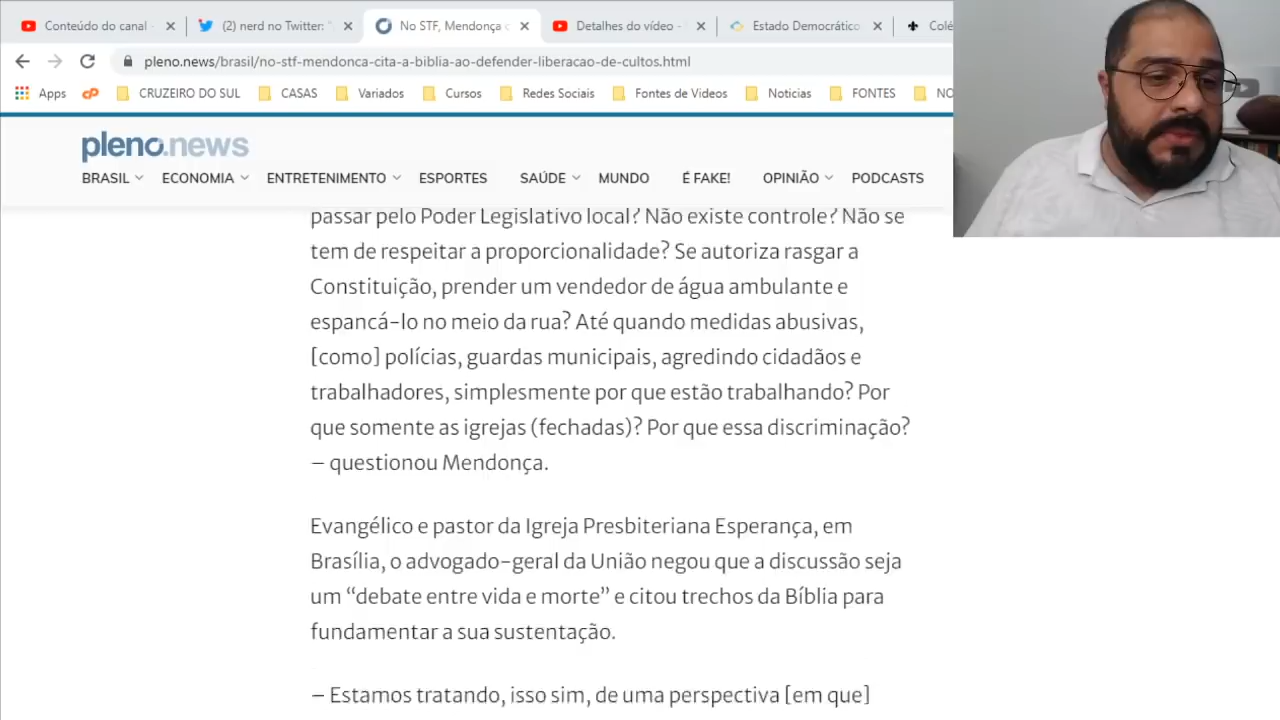 Conteúdo do canal
(2) nerd no Twitter: "
No STF, Mendonça c
Detalhes do vídeo -
Estado Democrático
Colé
pleno.news/brasil/no-stf-mendonca-cita-a-biblia-ao-defender-liberacao-de-cultos.html
Apps
CRUZEIRO DO SUL
CASAS
Variados
Cursos
Redes Sociais
Fontes de Videos
Noticias
FONTES
NO
pleno.news
BRASIL ECONOMIA ENTRETENIMENTO ESPORTES SAÚDE MUNDO É FAKE! OPINIÃO PODCASTS
passar pelo Poder Legislativo local? Não existe controle? Não se
tem de respeitar a proporcionalidade? Se autoriza rasgar a
Constituição, prender um vendedor de água ambulante e
espancá-lo no meio da rua? Até quando medidas abusivas,
[como] polícias, guardas municipais, agredindo cidadãos e
trabalhadores, simplesmente por que estão trabalhando? Por
que somente as igrejas (fechadas)? Por que essa discriminação?
– questionou Mendonça.
Evangélico e pastor da Igreja Presbiteriana Esperança, em
Brasília, o advogado-geral da União negou que a discussão seja
um “debate entre vida e morte” e citou trechos da Bíblia para
fundamentar a sua sustentação.
– Estamos tratando, isso sim, de uma perspectiva [em que]